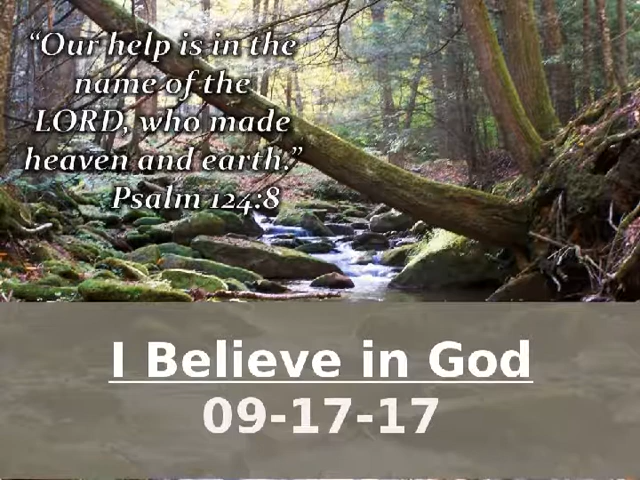 “Our help is in the
name of the
LORD, who made
heaven and earth.”
Psalm 124:8
I Believe in God
09-17-17